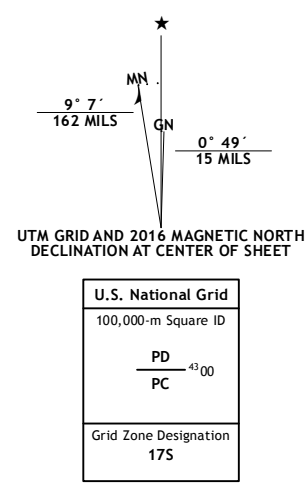 ★
MN
9° 7´
162 MILS
GN
0° 49´
15 MILS
UTM GRID AND 2016 MAGNETIC NORTH
DECLINATION AT CENTER OF SHEET
U.S. National Grid
100,000-m Square ID
PD
4300
PC
Grid Zone Designation
17S